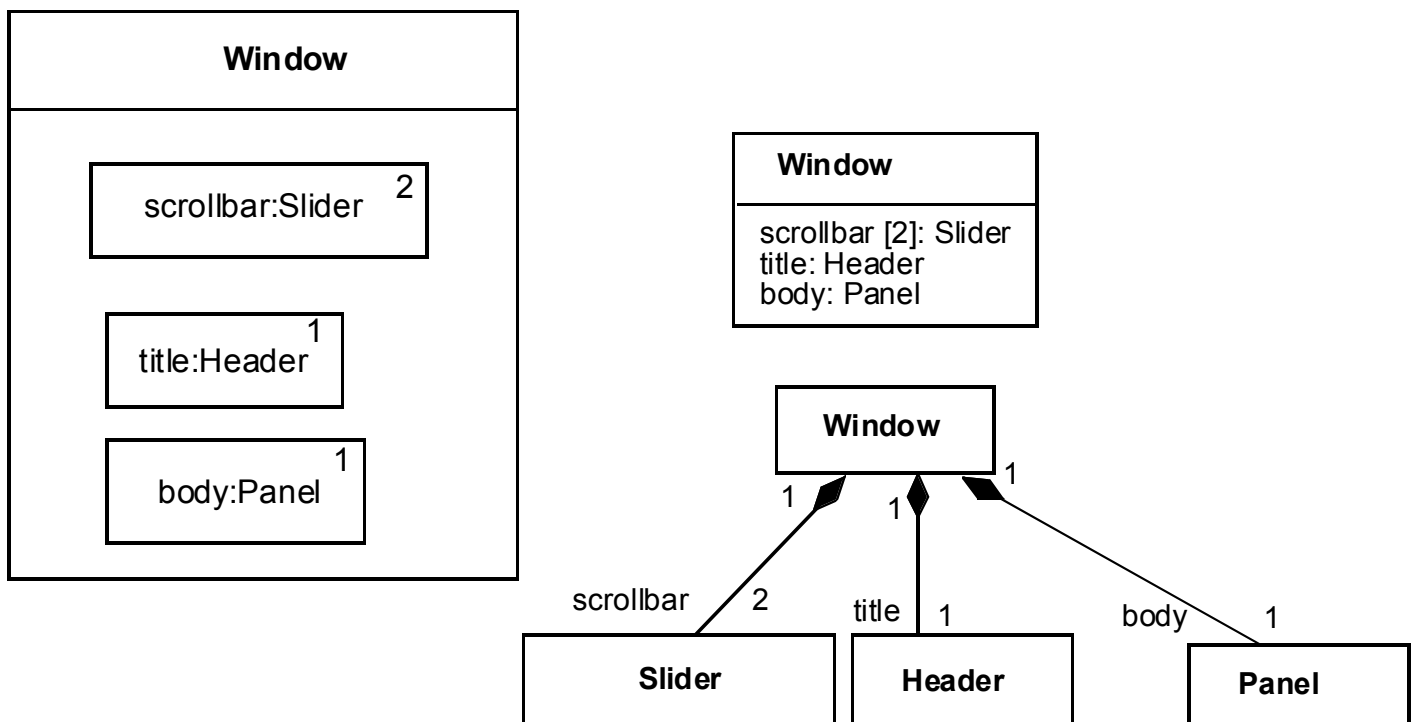 Window
scrollbar:Slider
2
title:Header
1
body:Panel
1
Window
scrollbar [2]: Slider
title: Header
body: Panel
Window
1
1
1
scrollbar
2
title
1
body
1
Slider
Header
Panel